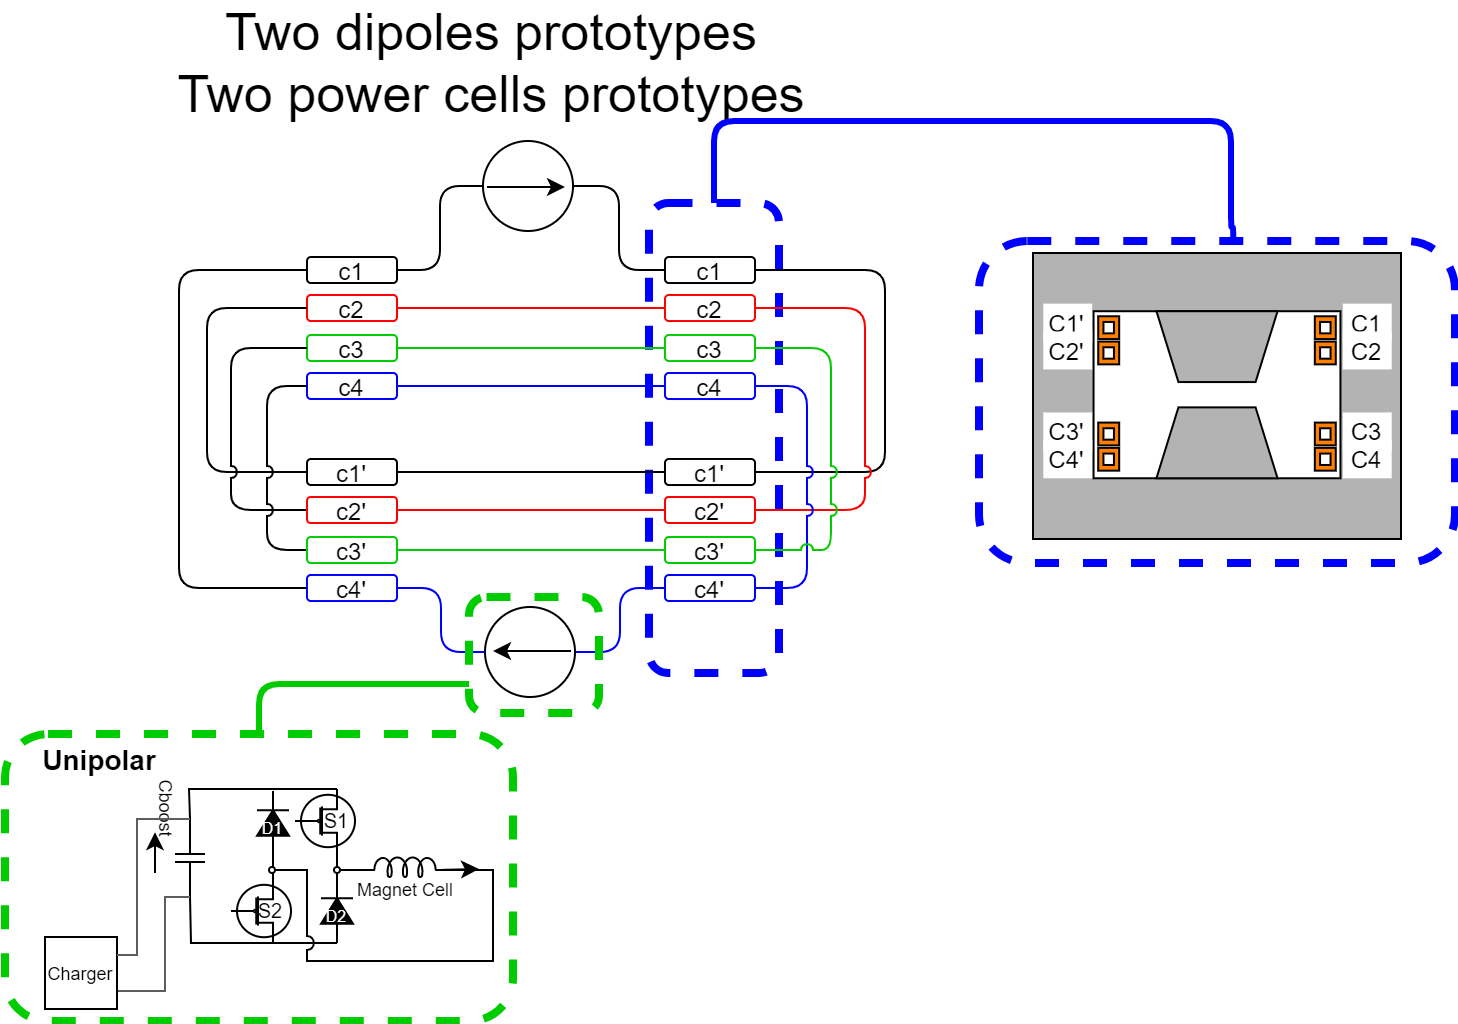 Two dipoles prototypes
Two power cells prototypes
c1
c1
c2
c2
c3
c3
c4
c4
c1'
c1'
c2'
c2'
c3'
c3'
c4'
c4'
C1'
C1
C2'
C2
C3'
C3
C4'
C4
Unipolar
Cboost
D1
S1
Magnet Cell
S2
D2
Charger